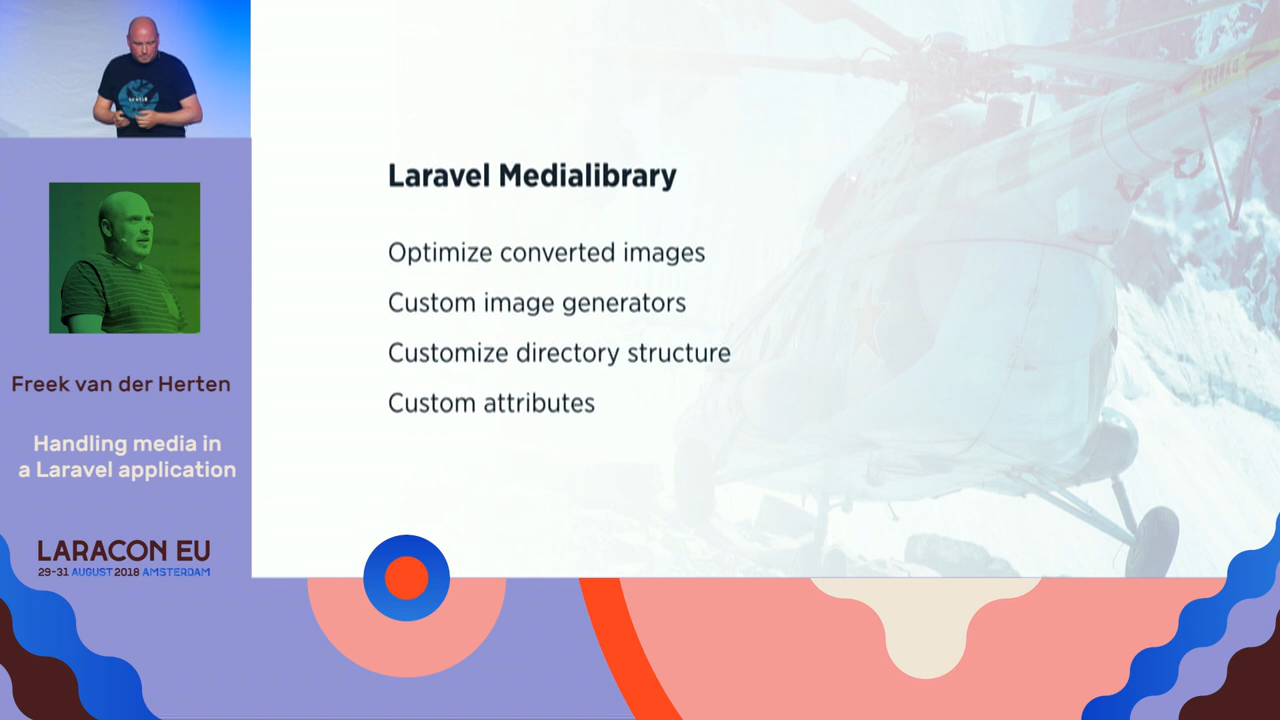 Laravel Medialibrary
Optimize converted images
Custom image generators
Customize directory structure
Custom attributes
Freek van der Herten
Handling media in
a Laravel application
LARACON EU
29-31 AUGUST 2018 AMSTERDAM